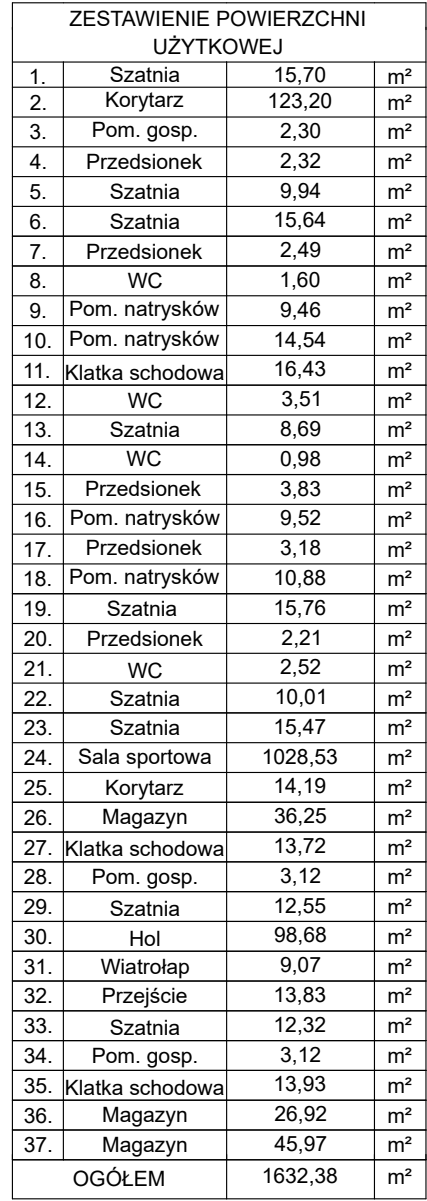 ZESTAWIENIE POWIERZCHNI
UŻYTKOWEJ
1. Szatnia 15,70 m²
2. Korytarz 123,20 m²
3. Pom. gosp. 2,30 m²
4. Przedsionek 2,32 m²
5. Szatnia 9,94 m²
6. Szatnia 15,64 m²
7. Przedsionek 2,49 m²
8. WC 1,60 m²
9. Pom. natrysków 9,46 m²
10. Pom. natrysków 14,54 m²
11. Klatka schodowa 16,43 m²
12. WC 3,51 m²
13. Szatnia 8,69 m²
14. WC 0,98 m²
15. Przedsionek 3,83 m²
16. Pom. natrysków 9,52 m²
17. Przedsionek 3,18 m²
18. Pom. natrysków 10,88 m²
19. Szatnia 15,76 m²
20. Przedsionek 2,21 m²
21. WC 2,52 m²
22. Szatnia 10,01 m²
23. Szatnia 15,47 m²
24. Sala sportowa 1028,53 m²
25. Korytarz 14,19 m²
26. Magazyn 36,25 m²
27. Klatka schodowa 13,72 m²
28. Pom. gosp. 3,12 m²
29. Szatnia 12,55 m²
30. Hol 98,68 m²
31. Wiatrołap 9,07 m²
32. Przejście 13,83 m²
33. Szatnia 12,32 m²
34. Pom. gosp. 3,12 m²
35. Klatka schodowa 13,93 m²
36. Magazyn 26,92 m²
37. Magazyn 45,97 m²
OGÓŁEM 1632,38 m²